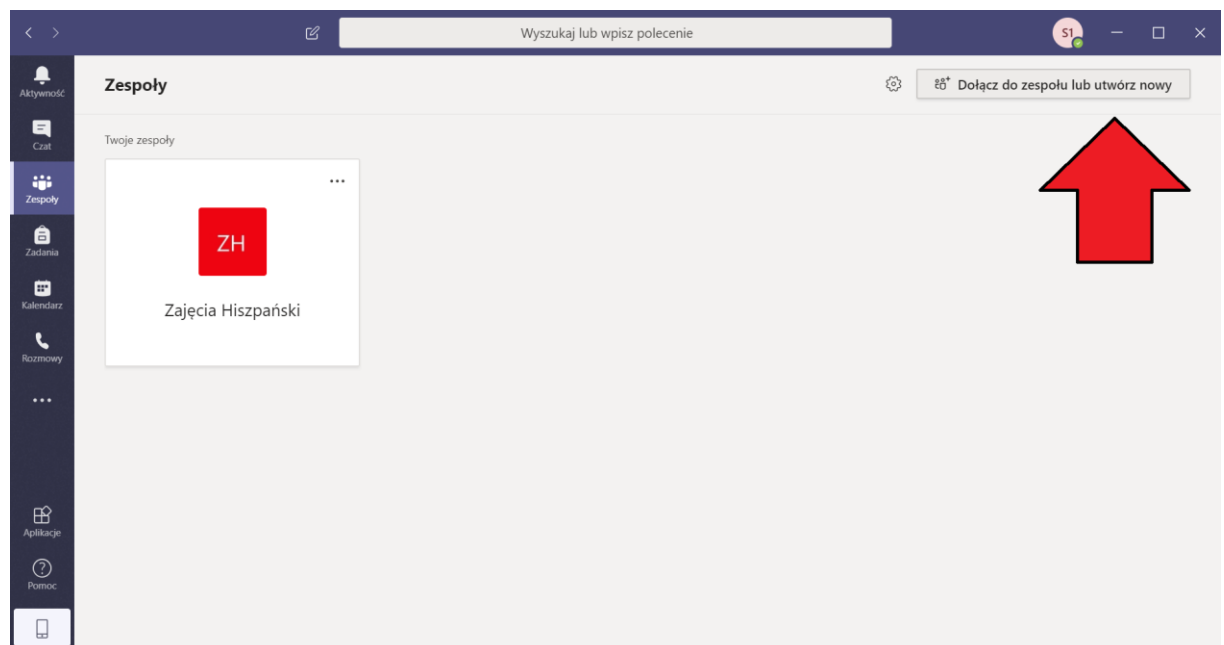 Wyszukaj lub wpisz polecenie
S1
Aktywność
Czat
Zespoły
Zadania
Kalendarz
Rozmowy
Aplikacje
Pomoc
Zespoły
Dołącz do zespołu lub utwórz nowy
Twoje zespoły
ZH
Zajęcia Hiszpański